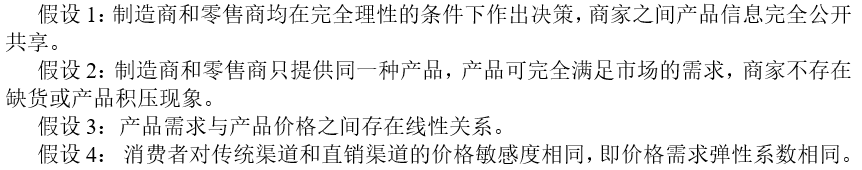 假设 1：制造商和零售商均在完全理性的条件下作出决策，商家之间产品信息完全公开
共享。
假设 2：制造商和零售商只提供同一种产品，产品可完全满足市场的需求，商家不存在
缺货或产品积压现象。
假设 3：产品需求与产品价格之间存在线性关系。
假设 4： 消费者对传统渠道和直销渠道的价格敏感度相同，即价格需求弹性系数相同。